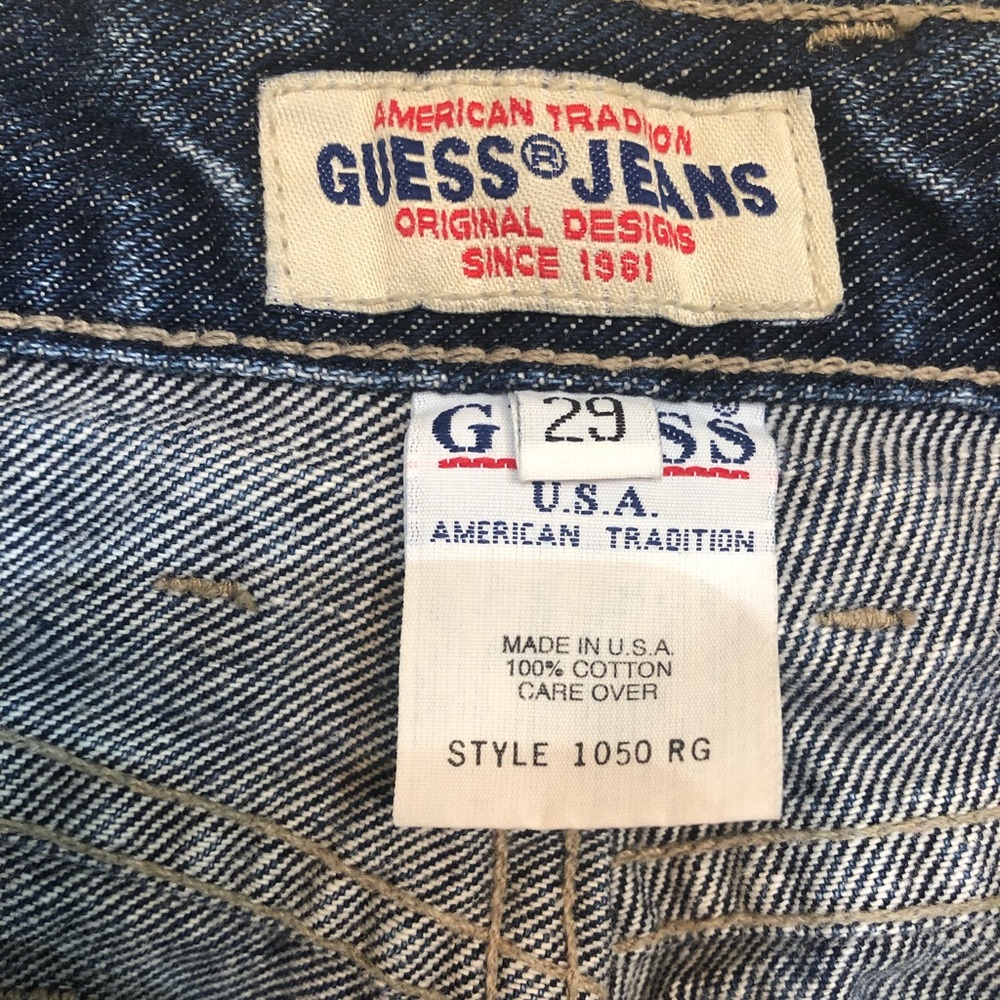 AMERICAN TRADITION
GUESS® JEANS
ORIGINAL DESIGNS
SINCE 1981
29
G SS®
U.S.A.
AMERICAN TRADITION
MADE IN U.S.A.
100% COTTON
CARE OVER
STYLE 1050 RG